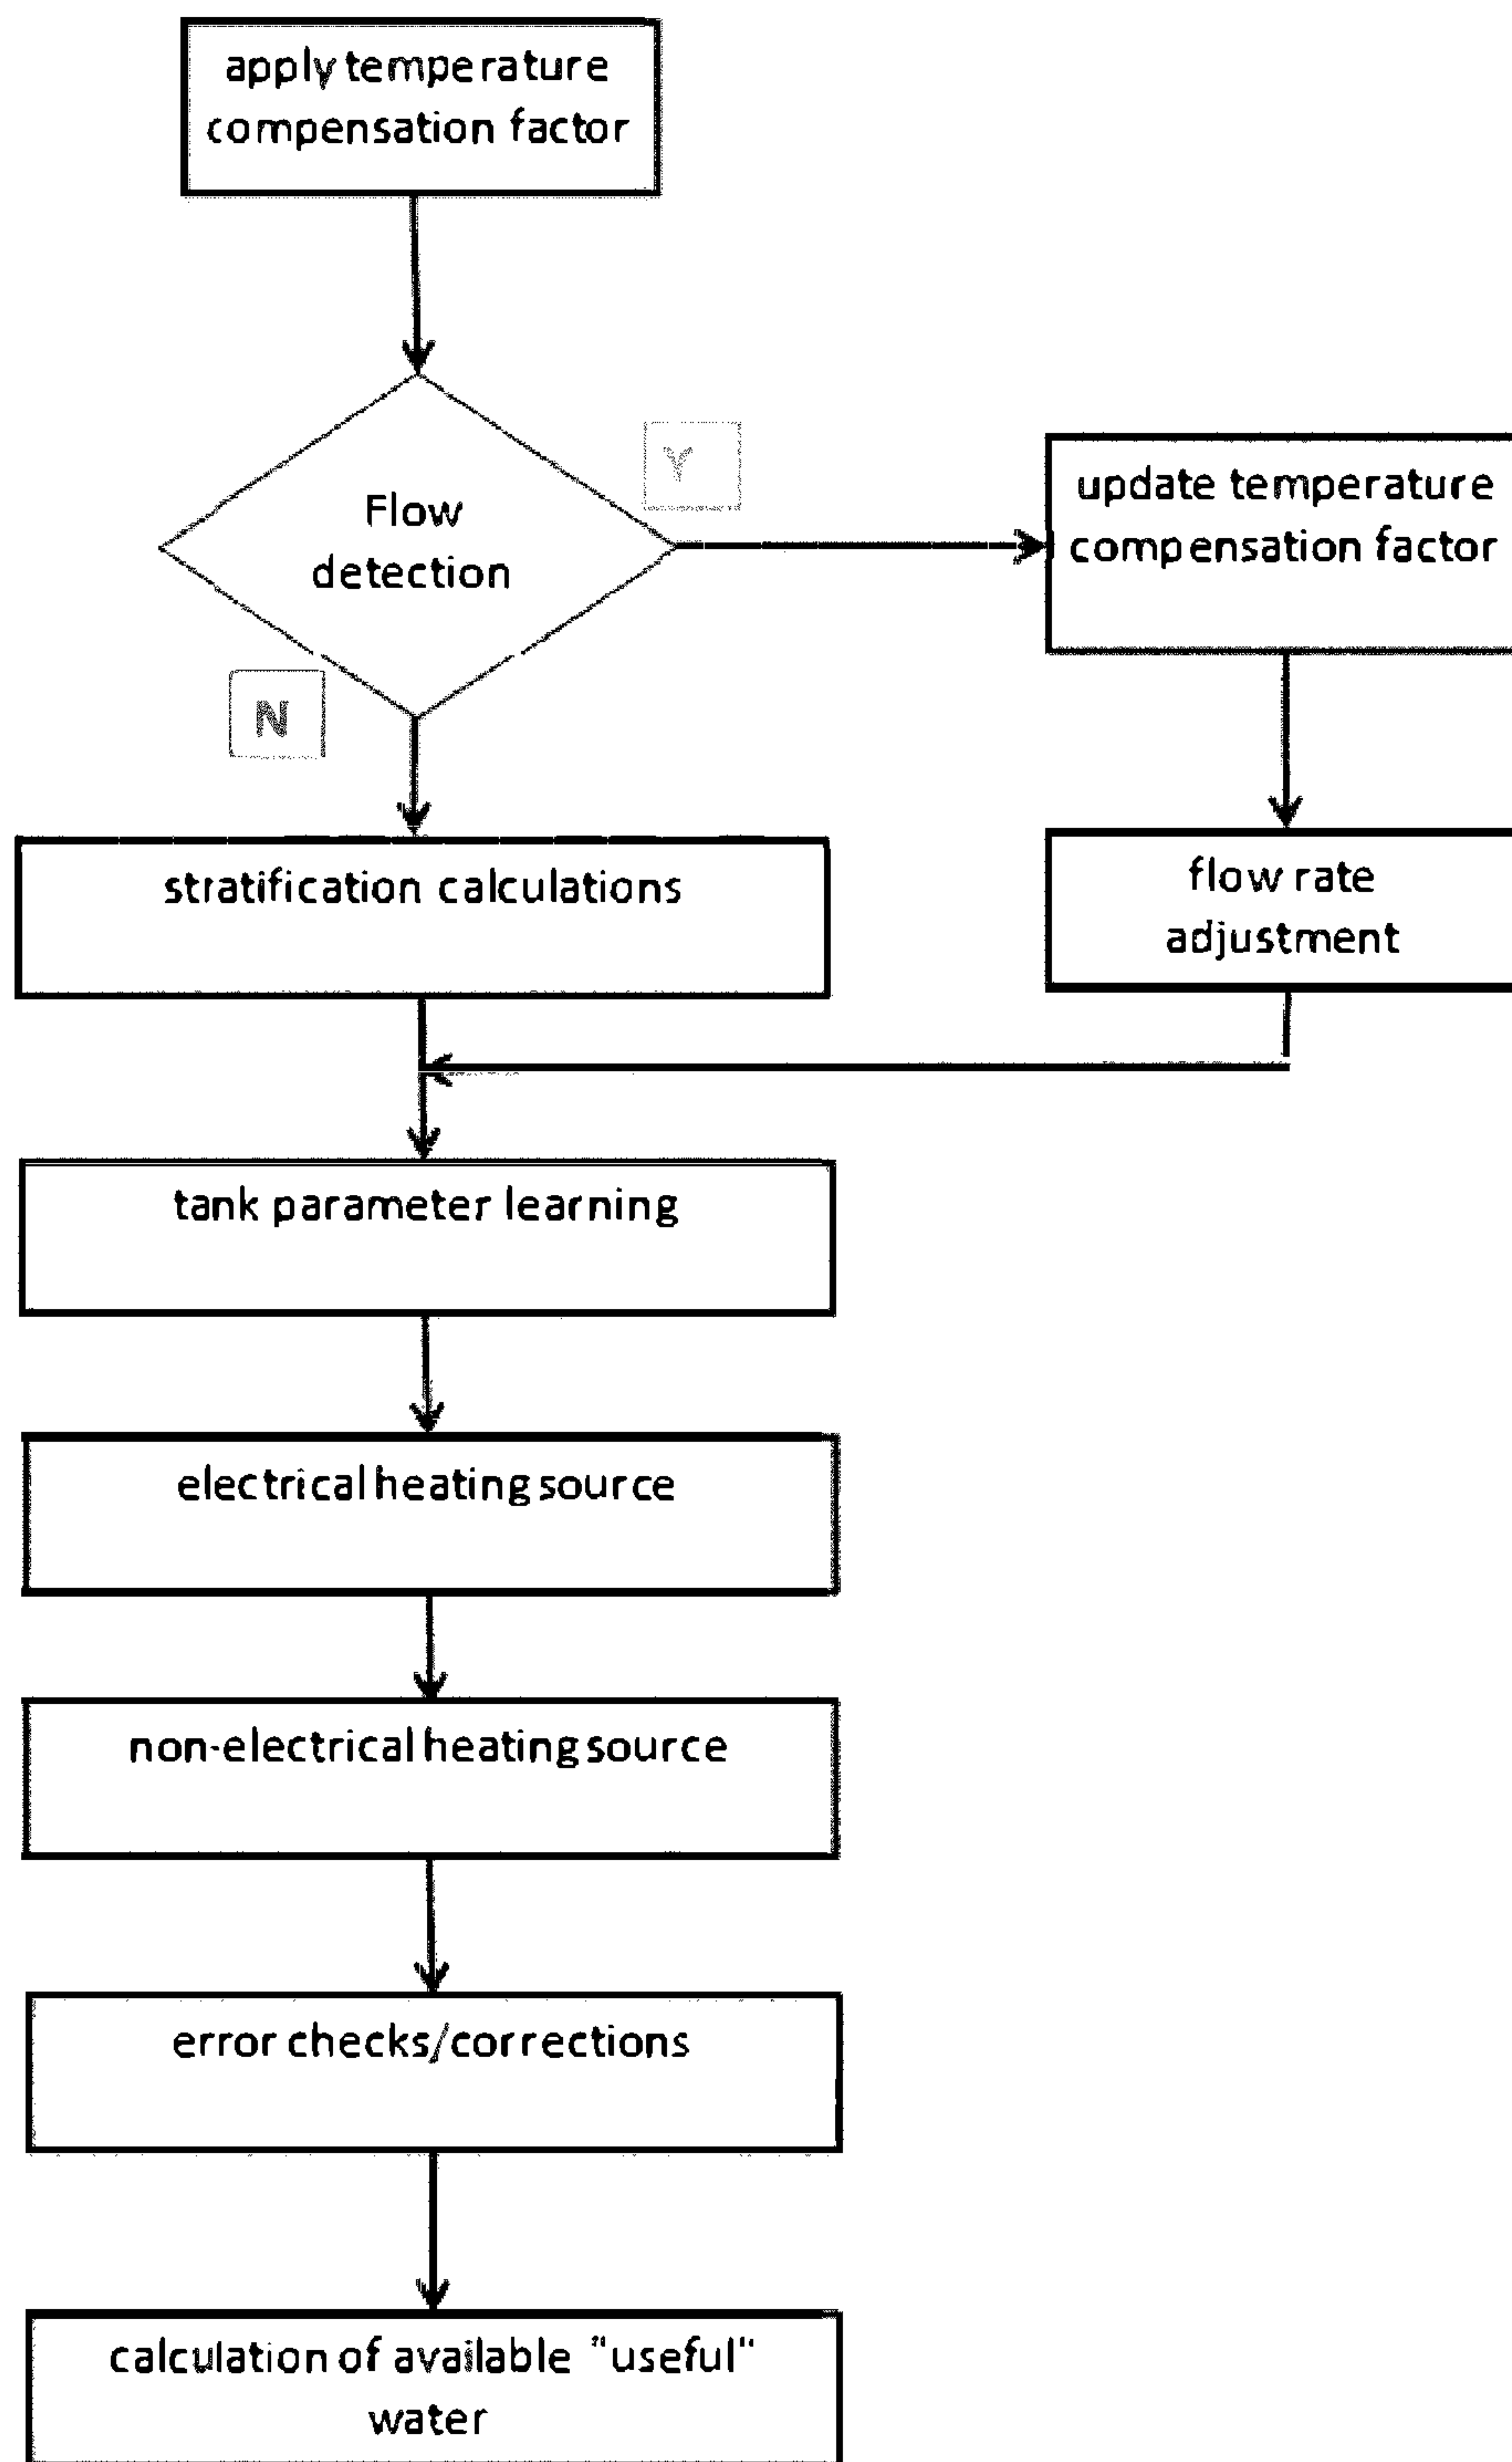 apply temperature
compensation factor
Flow
detection
Y
update temperature
compensation factor
N
stratification calculations
flow rate
adjustment
tank parameter learning
electrical heating source
non-electrical heating source
error checks/corrections
calculation of available "useful"
water